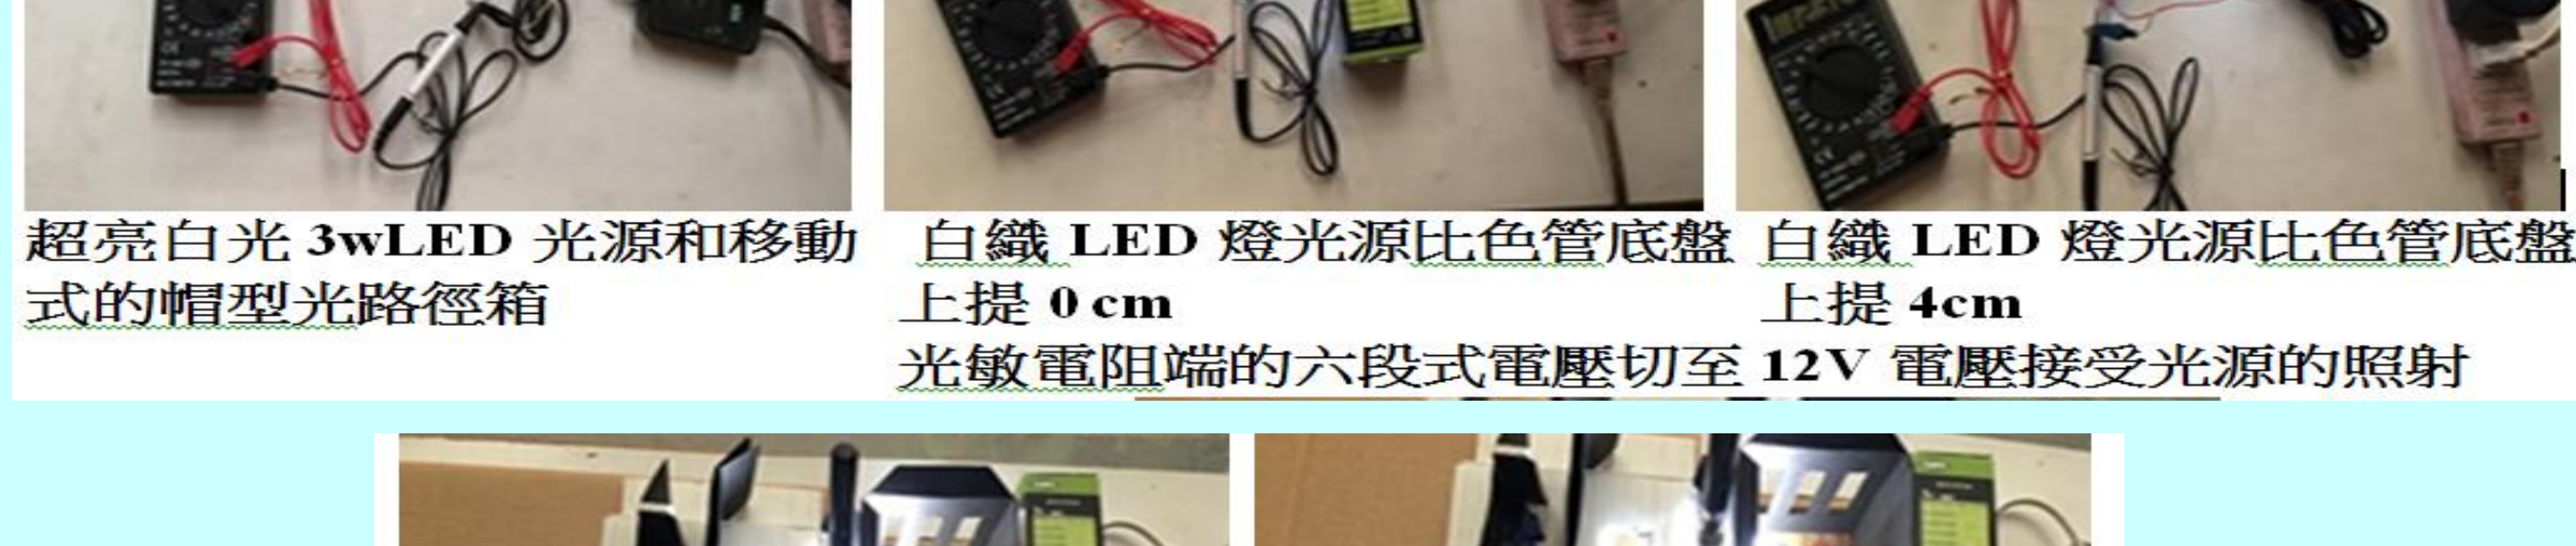 超亮白光 3wLED 光源和移動
式的帽型光路徑箱
白織 LED 燈光源比色管底盤
上提 0 cm
白織 LED 燈光源比色管底盤
上提 4cm
光敏電阻端的六段式電壓切至 12V 電壓接受光源的照射